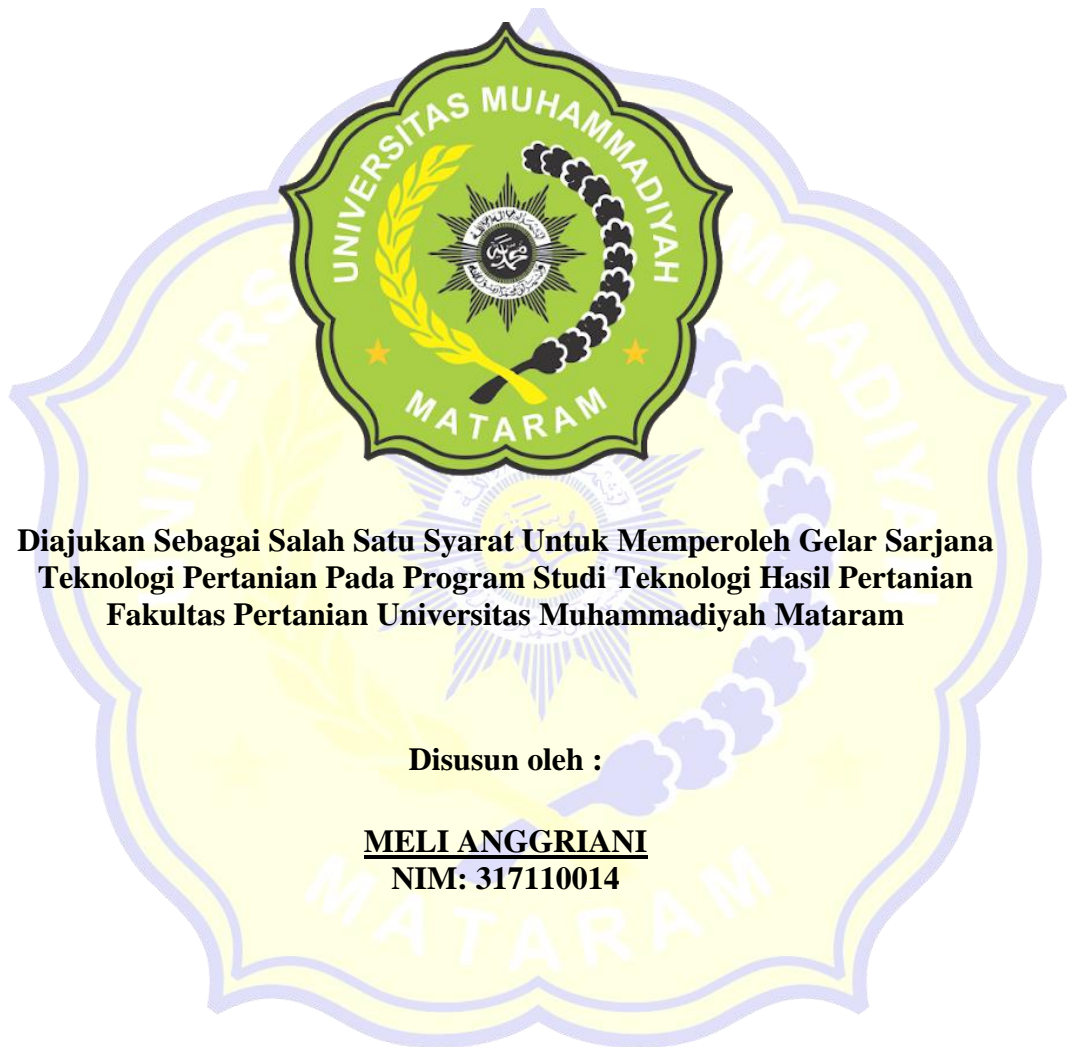 UNIVERSITAS MUHAMMADIYAH
MATARAM
Diajukan Sebagai Salah Satu Syarat Untuk Memperoleh Gelar Sarjana
Teknologi Pertanian Pada Program Studi Teknologi Hasil Pertanian
Fakultas Pertanian Universitas Muhammadiyah Mataram
Disusun oleh :
MELI ANGGRIANI
NIM: 317110014